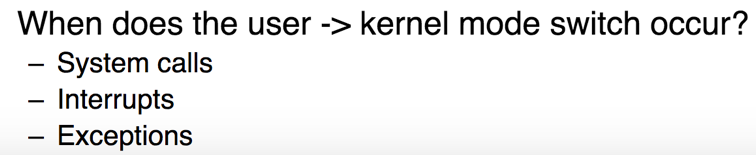 When does the user -> kernel mode switch occur?
– System calls
– Interrupts
– Exceptions